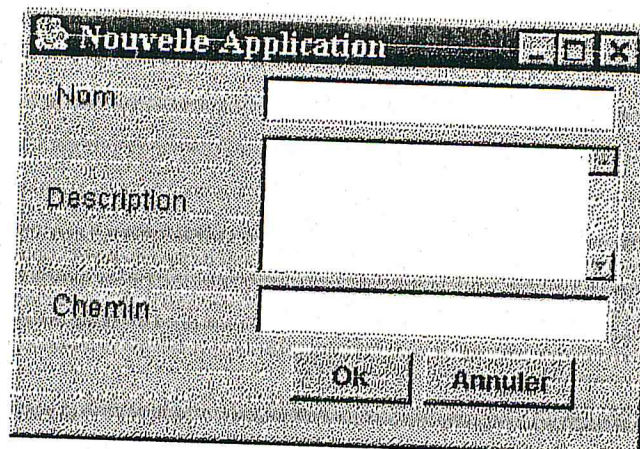 Nouvelle Application
Nom
Description
Chemin
Ok Annuler